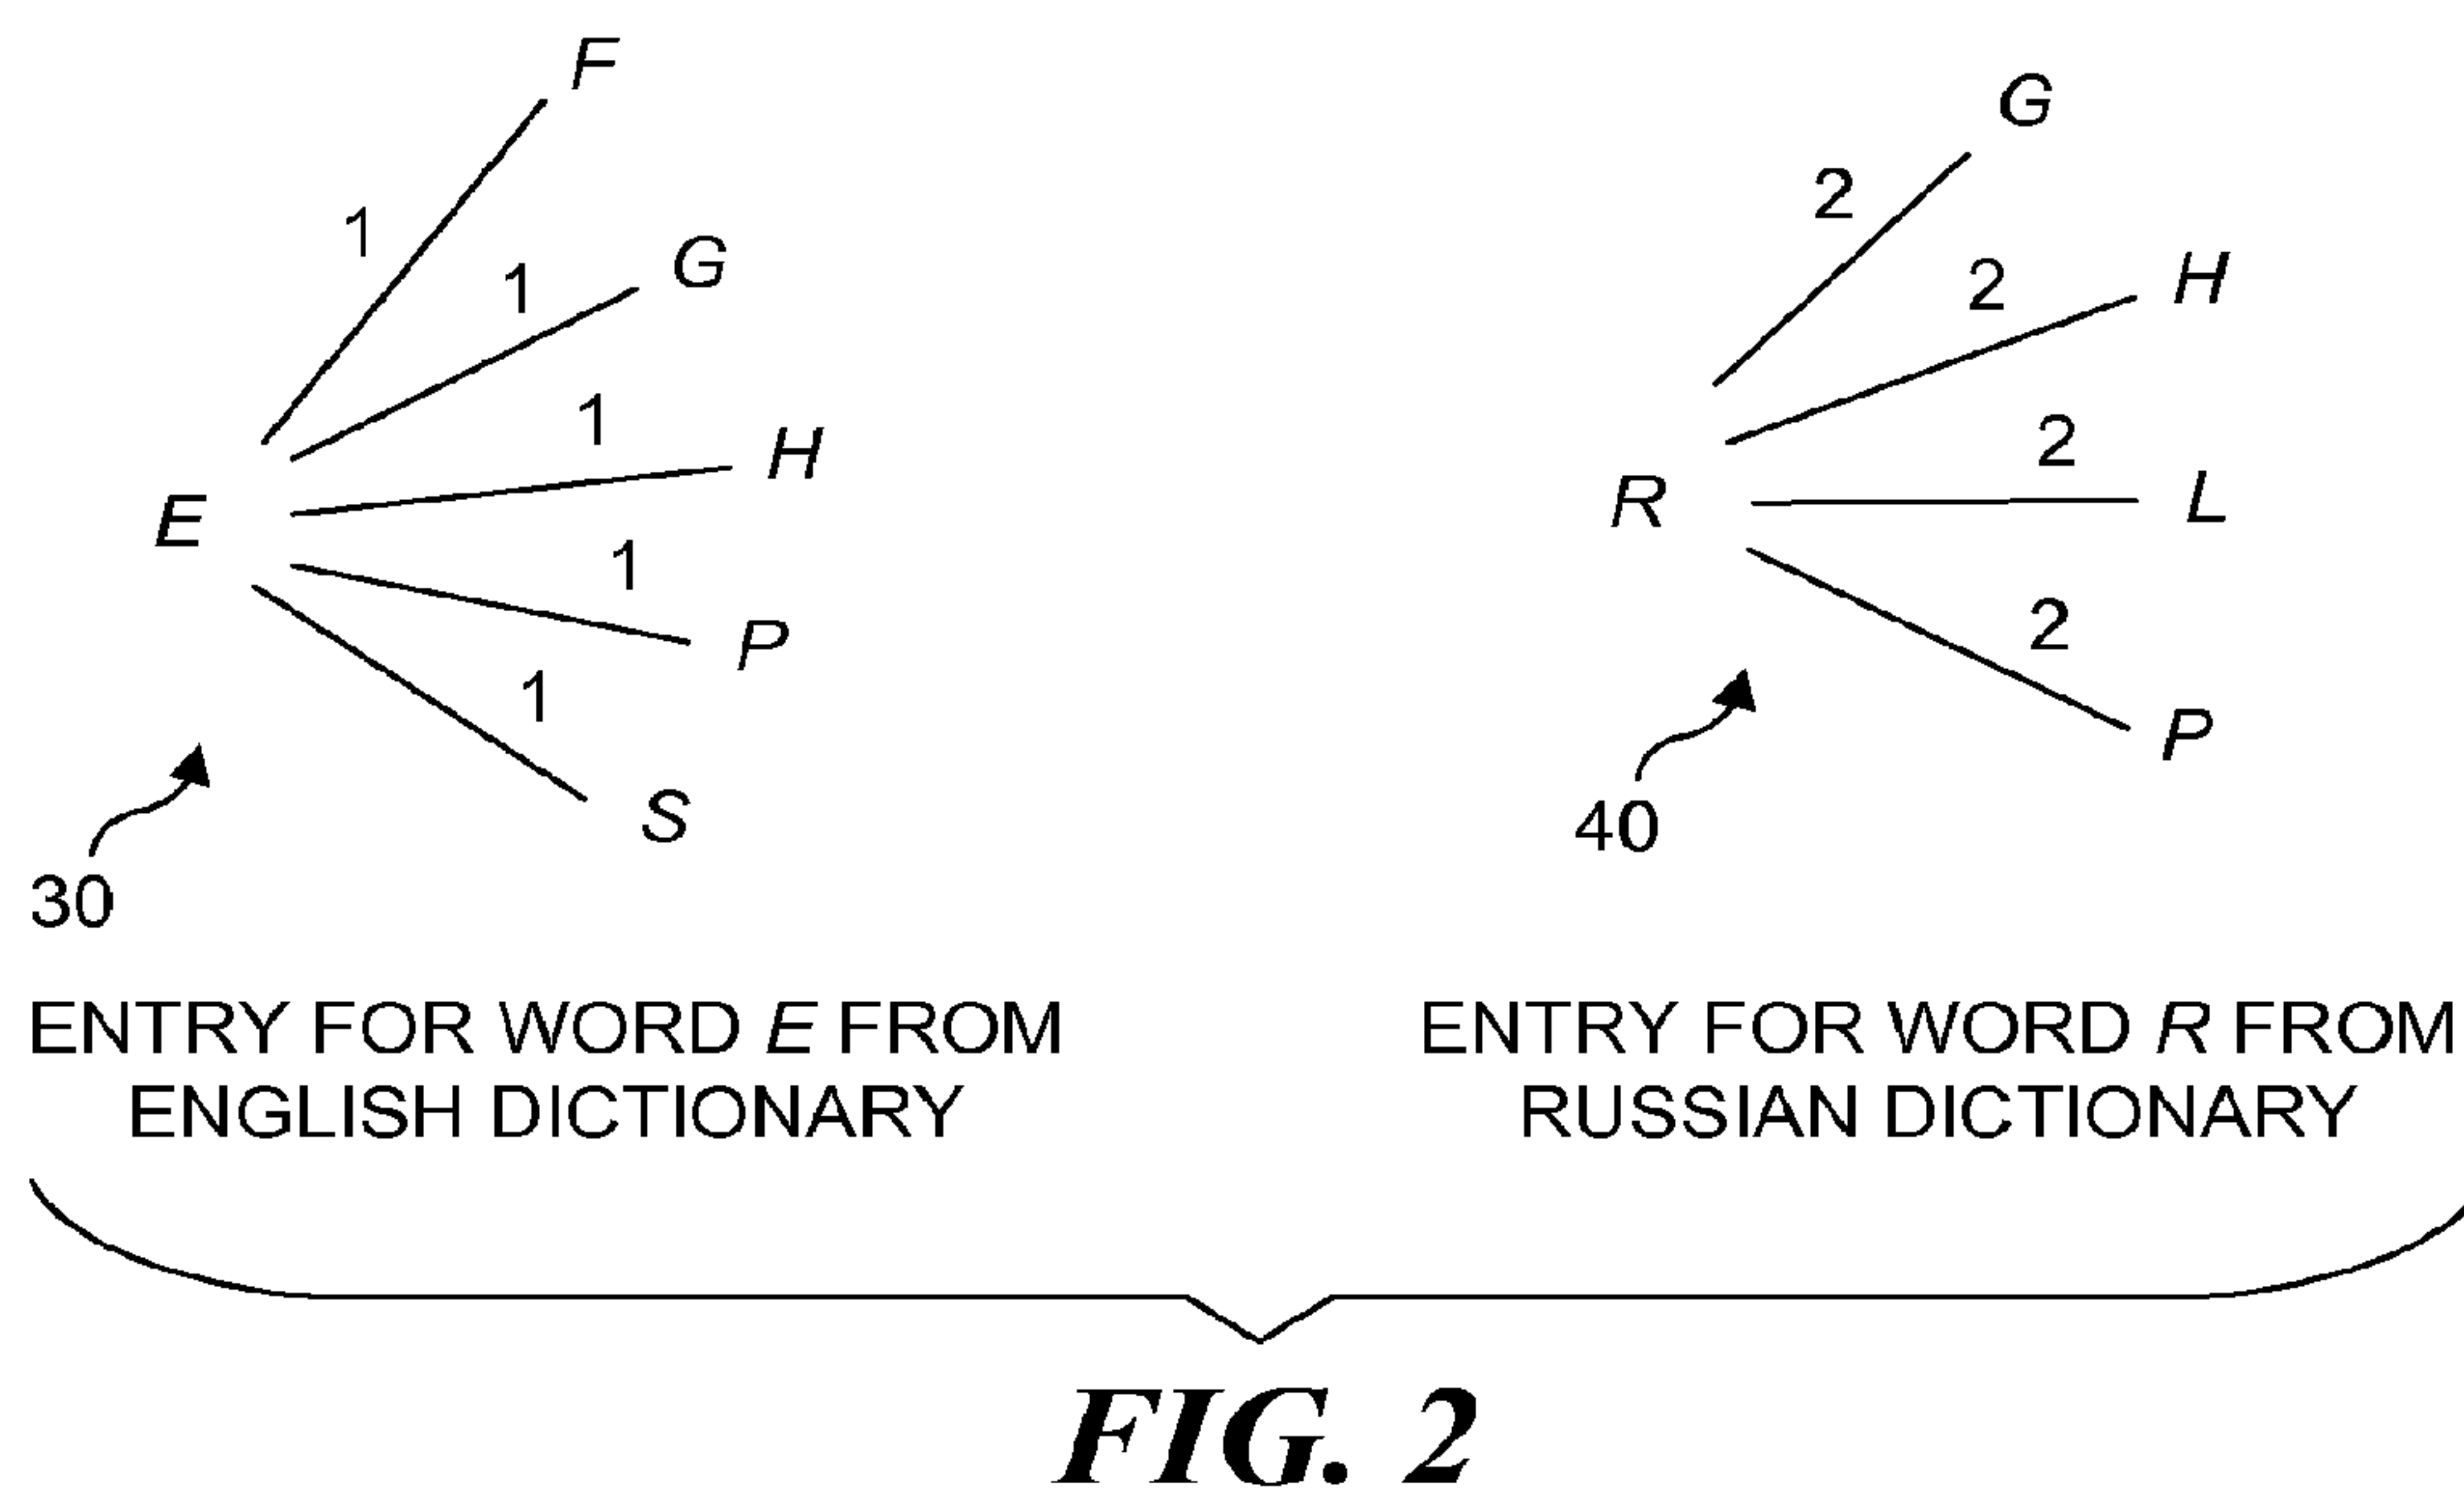 F
1
G
1
H
1
E
1
P
1
S
30
ENTRY FOR WORD E FROM
ENGLISH DICTIONARY
G
2
H
2
2
R
L
2
P
40
ENTRY FOR WORD R FROM
RUSSIAN DICTIONARY
FIG. 2